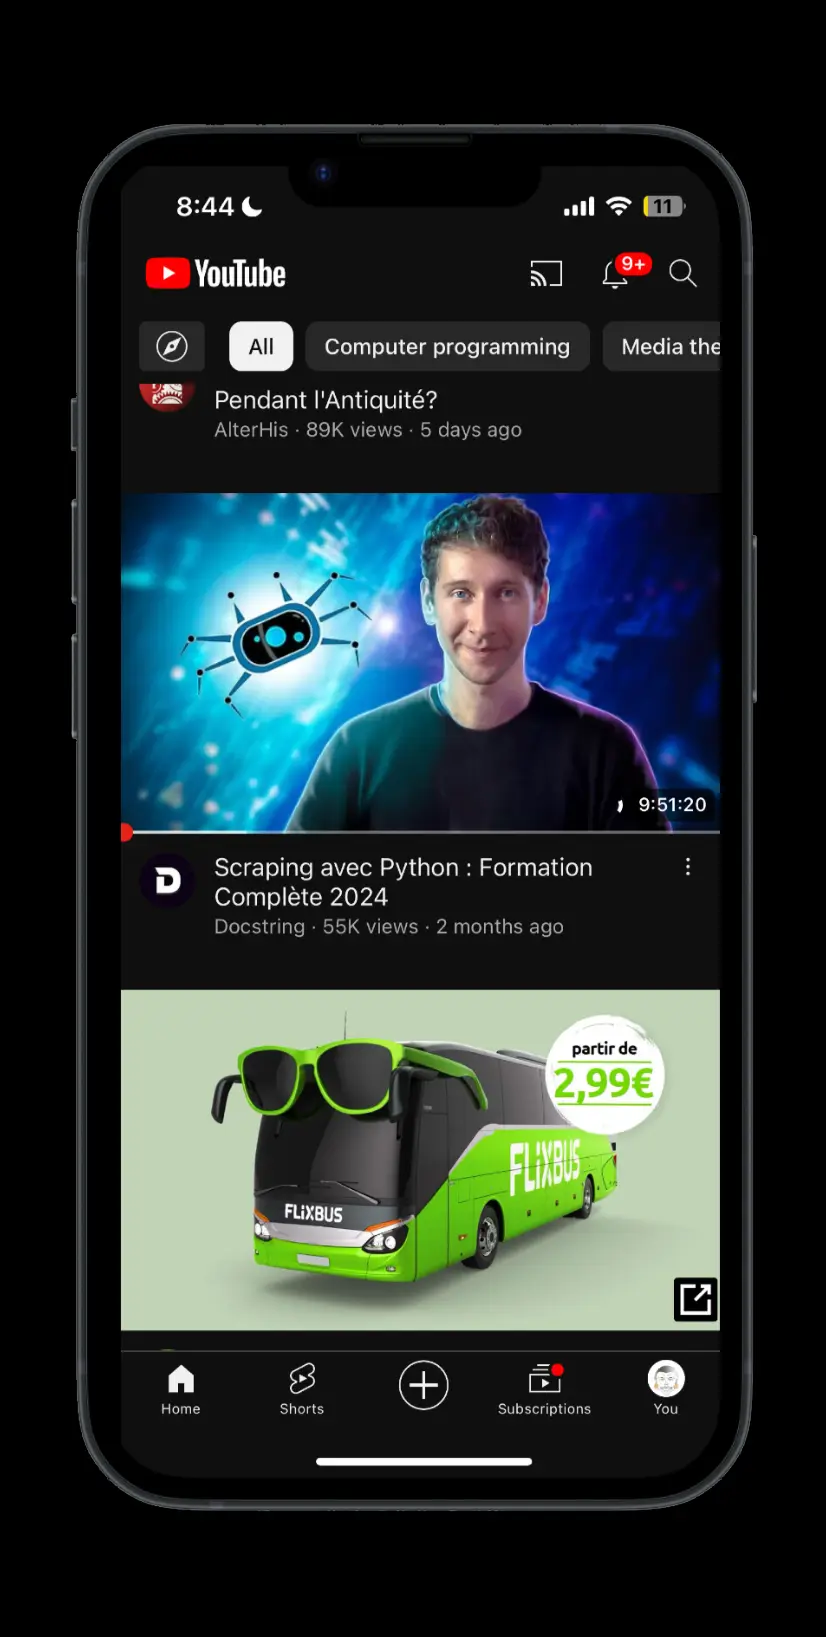 8:44
11
YouTube
9+
All
Computer programming
Media the
Pendant l'Antiquité?
AlterHis · 89K views · 5 days ago
9:51:20
D
Scraping avec Python : Formation
Complète 2024
Docstring · 55K views · 2 months ago
partir de
2,99€
FLiXBUS
FLiXBUS
Home
Shorts
Subscriptions
You